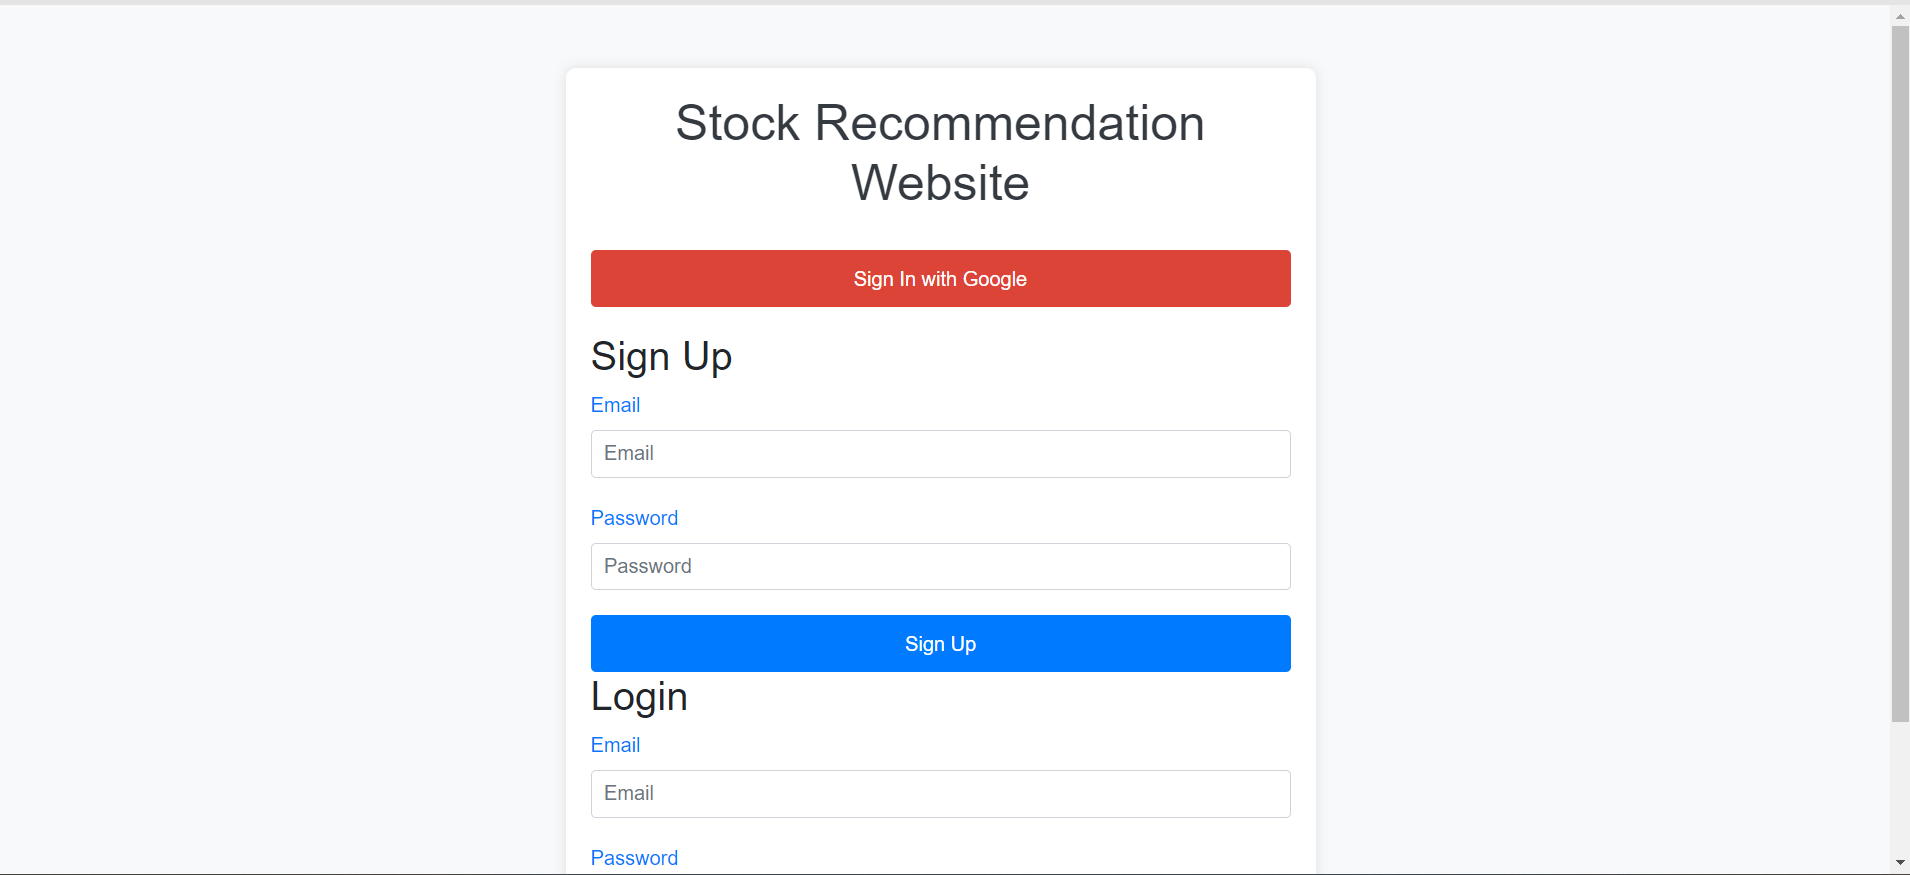 Stock Recommendation
Website
Sign In with Google
Sign Up
Email
Email
Password
Password
Sign Up
Login
Email
Email
Password